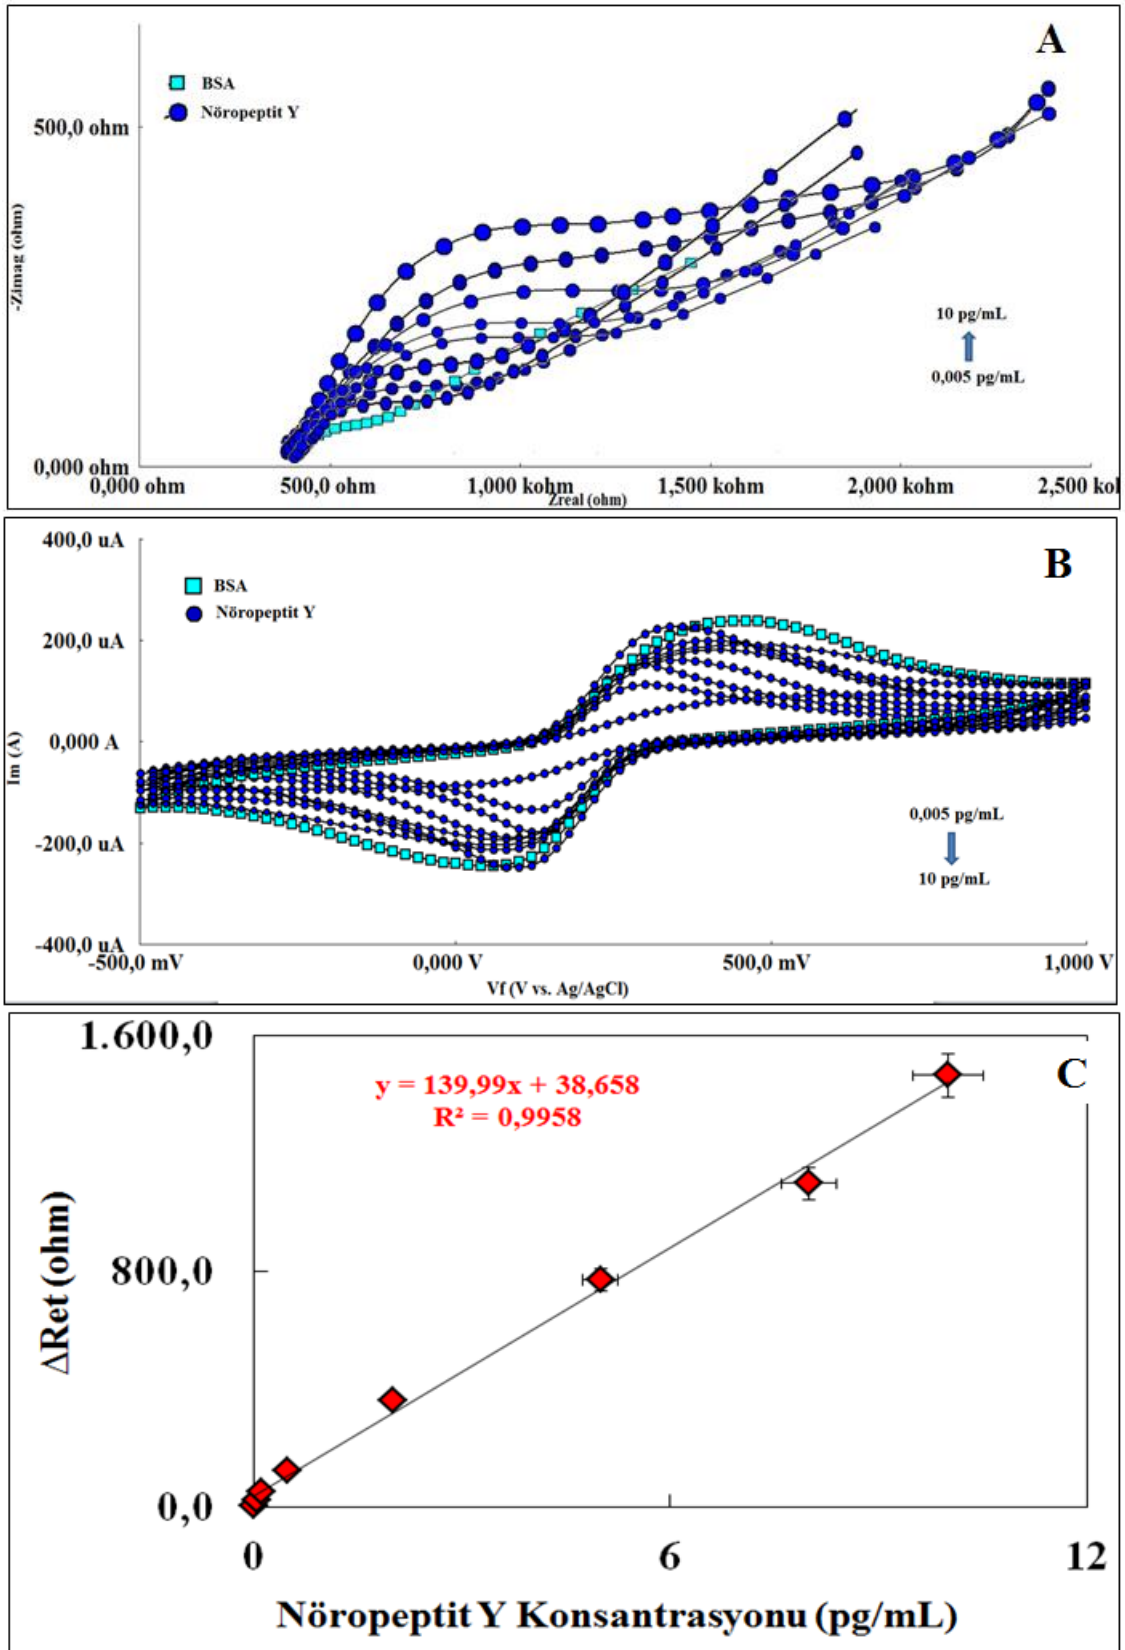 A
BSA
Nöropeptit Y
500,0 ohm
-Zimag (ohm)
10 pg/mL
0,005 pg/mL
0,000 ohm
0,000 ohm
500,0 ohm
1,000 kohm
1,500 kohm
2,000 kohm
2,500 kol
Zreal (ohm)
400,0 uA
B
BSA
Nöropeptit Y
200,0 uA
0,000 A
Im (A)
0,005 pg/mL
10 pg/mL
-200,0 uA
-400,0 uA
-500,0 mV
0,000 V
500,0 mV
1,000 V
Vf (V vs. Ag/AgCl)
1.600,0
C
y = 139,99x + 38,658
R² = 0,9958
ΔRet (ohm)
800,0
0,0
0
6
12
Nöropeptit Y Konsantrasyonu (pg/mL)